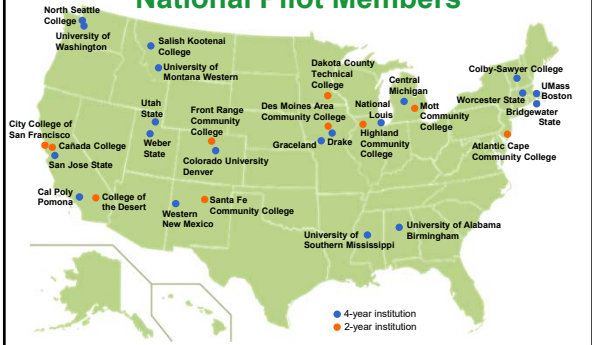 National Pilot Members
North Seattle
College
University of
Washington
Salish Kootenai
College
University of
Montana Western
Dakota County
Technical
College
Central
Michigan
Colby-Sawyer College
UMass
Boston
Worcester State
Bridgewater
State
Utah
State
Front Range
Community
College
Des Moines Area
Community College
National
Louis
Mott
Community
College
City College of
San Francisco
Cañada College
San Jose State
Weber
State
Colorado University
Denver
Graceland
Drake
Highland
Community
College
Atlantic Cape
Community College
Cal Poly
Pomona
College of
the Desert
Western
New Mexico
Santa Fe
Community College
University of
Southern Mississippi
University of Alabama
Birmingham
4-year institution
2-year institution